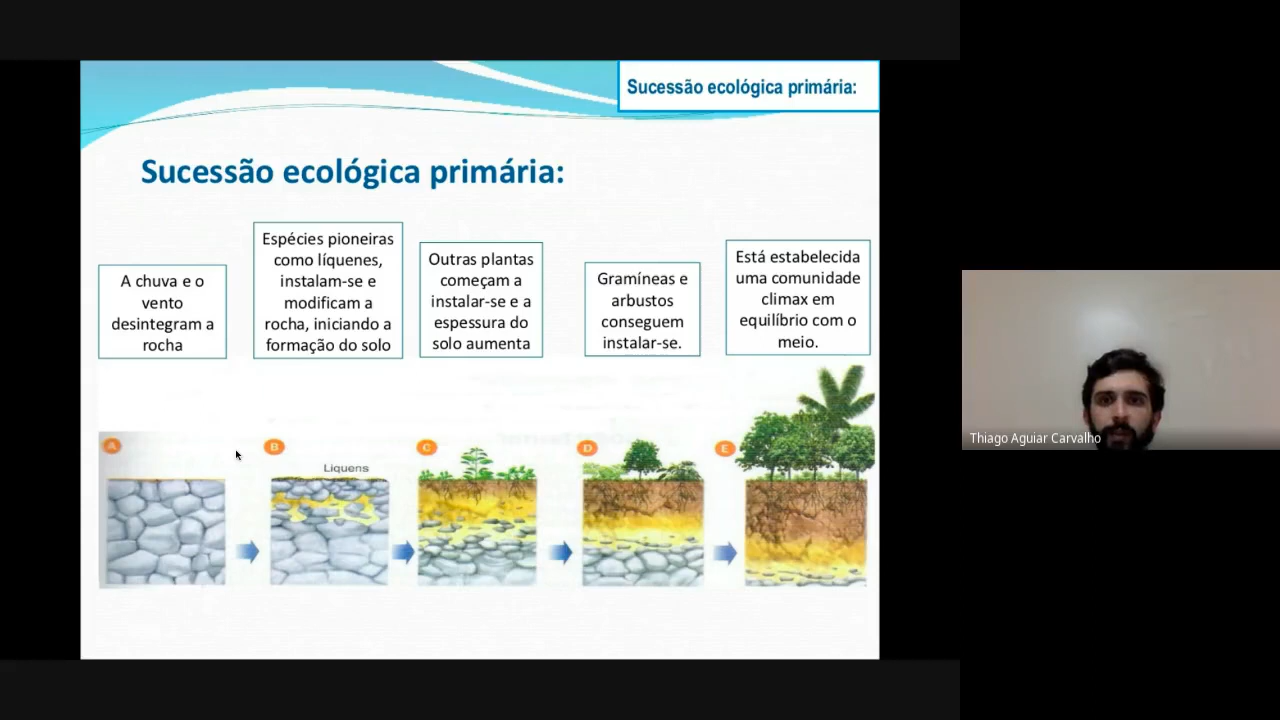 Sucessão ecológica primária:
Sucessão ecológica primária:
A chuva e o
vento
desintegram a
rocha
Espécies pioneiras
como líquenes,
instalam-se e
modificam a
rocha, iniciando a
formação do solo
Outras plantas
começam a
instalar-se e a
espessura do
solo aumenta
Gramíneas e
arbustos
conseguem
instalar-se.
Está estabelecida
uma comunidade
climax em
equilíbrio com o
meio.
A
B
Liquens
C
D
E
Thiago Aguiar Carvalho